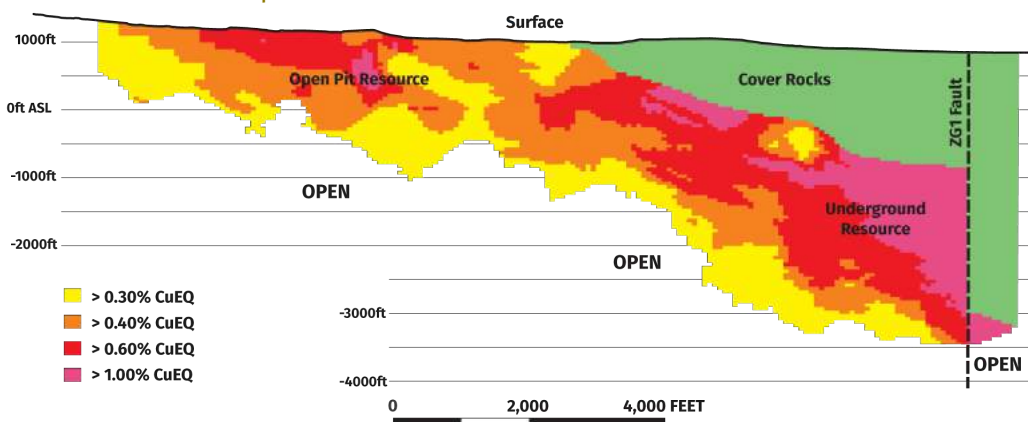 Surface
1000ft
Open Pit Resource
Cover Rocks
ZG1 Fault
0ft ASL
-1000ft
OPEN
Underground
Resource
-2000ft
OPEN
> 0.30% CuEQ
> 0.40% CuEQ
> 0.60% CuEQ
> 1.00% CuEQ
-3000ft
OPEN
-4000ft
0
2,000
4,000 FEET